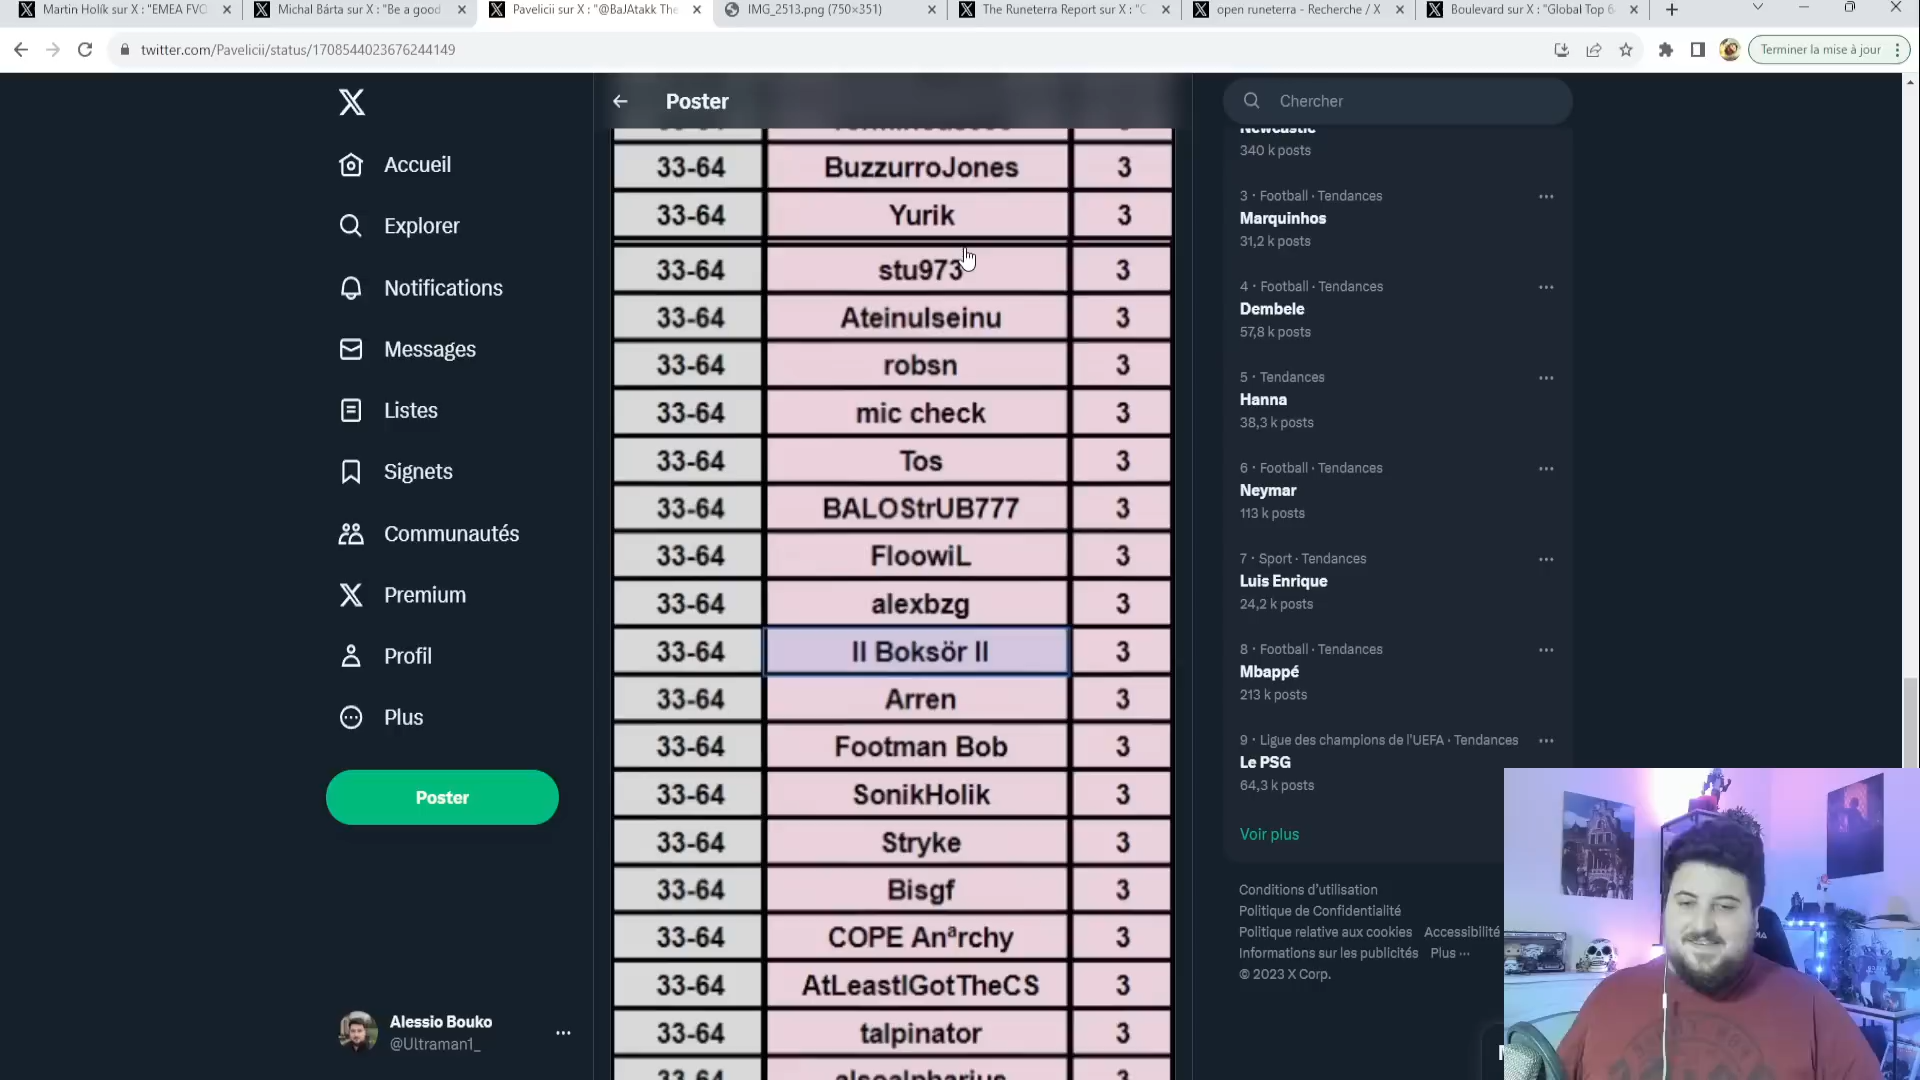 Martin Holík sur X : "EMEA FVC
Michal Bárta sur X : "Be a good
Pavelicii sur X : "@BaJAtakk The
IMG_2513.png (750×351)
The Runeterra Report sur X : "C
open runeterra - Recherche / X
Boulevard sur X : "Global Top 6
twitter.com/Pavelicii/status/1708544023676244149
Terminer la mise à jour
Poster
Chercher
Accueil
Explorer
Notifications
Messages
Listes
Signets
Communautés
Premium
Profil
Plus
Poster
Alessio Bouko
@Ultraman1_
33-64 BuzzurroJones 3
33-64 Yurik 3
33-64 stu973 3
33-64 Ateinulseinu 3
33-64 robsn 3
33-64 mic check 3
33-64 Tos 3
33-64 BALOStrUB777 3
33-64 FloowiL 3
33-64 alexbzg 3
33-64 II Boksör II 3
33-64 Arren 3
33-64 Footman Bob 3
33-64 SonikHolik 3
33-64 Stryke 3
33-64 Bisgf 3
33-64 COPE Anªrchy 3
33-64 AtLeastIGotTheCS 3
33-64 talpinator 3
33-64 alsoalpharius 3
Newcastle
340 k posts
3 · Football · Tendances
Marquinhos
31,2 k posts
4 · Football · Tendances
Dembele
57,8 k posts
5 · Tendances
Hanna
38,3 k posts
6 · Football · Tendances
Neymar
113 k posts
7 · Sport · Tendances
Luis Enrique
24,2 k posts
8 · Football · Tendances
Mbappé
213 k posts
9 · Ligue des champions de l'UEFA · Tendances
Le PSG
64,3 k posts
Voir plus
Conditions d'utilisation
Politique de Confidentialité
Politique relative aux cookies Accessibilité
Informations sur les publicités Plus ···
© 2023 X Corp.